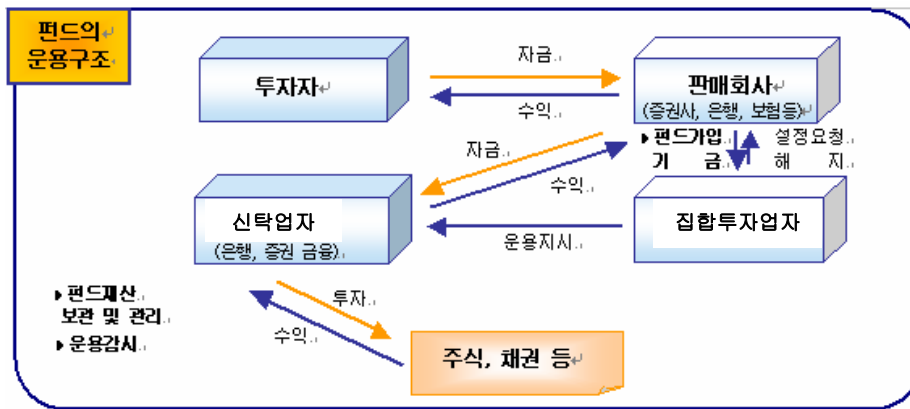 펀드의
운용구조
투자자
자금
수익
판매회사
(증권사, 은행, 보험등)
펀드가입
기 금
설정요청
해 지
자금
수익
신탁업자
(은행, 증권 금융)
운용지시
집합투자업자
펀드재산
보관 및 관리
운용감시
투자
수익
주식, 채권 등